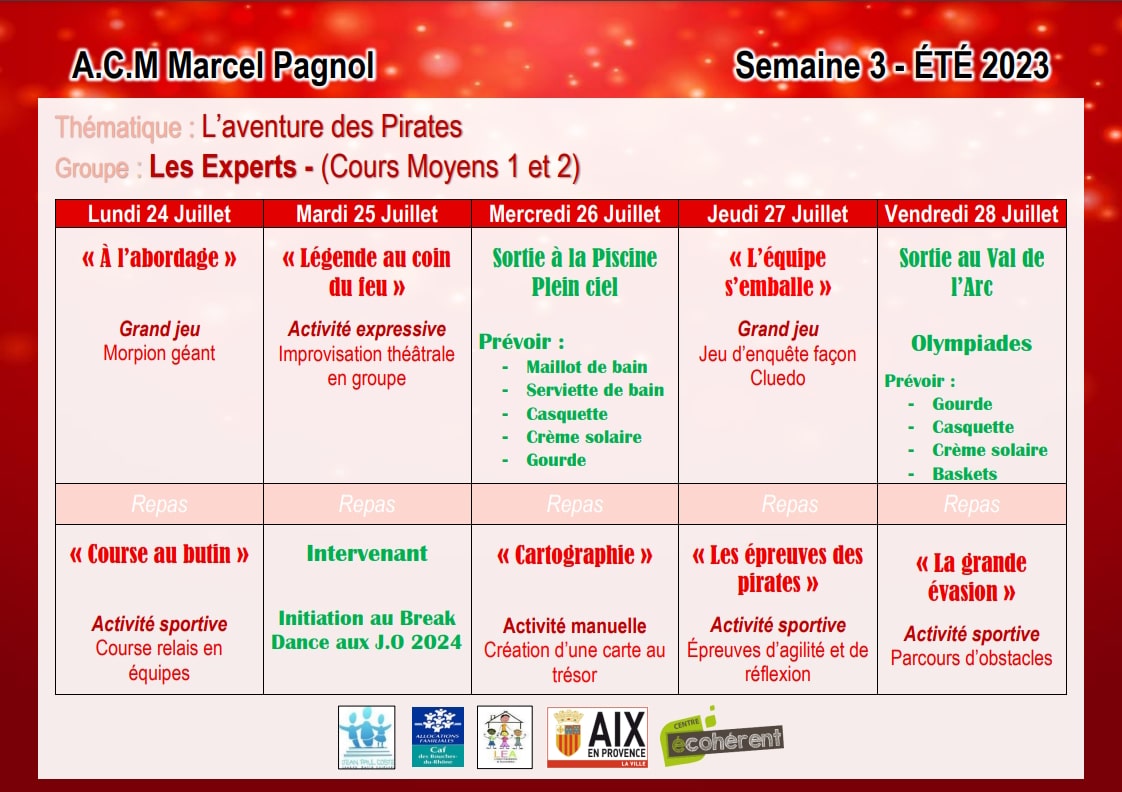 A.C.M Marcel Pagnol
Semaine 3 - ÉTÉ 2023
Thématique : L'aventure des Pirates
Groupe : Les Experts - (Cours Moyens 1 et 2)
Lundi 24 Juillet
Mardi 25 Juillet
Mercredi 26 Juillet
Jeudi 27 Juillet
Vendredi 28 Juillet
« À l'abordage »
Grand jeu
Morpion géant
« Légende au coin
du feu »
Activité expressive
Improvisation théâtrale
en groupe
Sortie à la Piscine
Plein ciel
Prévoir :
- Maillot de bain
- Serviette de bain
- Casquette
- Crème solaire
- Gourde
« L'équipe
s'emballe »
Grand jeu
Jeu d'enquête façon
Cluedo
Sortie au Val de
l'Arc
Olympiades
Prévoir :
- Gourde
- Casquette
- Crème solaire
- Baskets
Repas
Repas
Repas
Repas
Repas
« Course au butin »
Activité sportive
Course relais en
équipes
Intervenant
Initiation au Break
Dance aux J.O 2024
« Cartographie »
Activité manuelle
Création d'une carte au
trésor
« Les épreuves des
pirates »
Activité sportive
Épreuves d'agilité et de
réflexion
« La grande
évasion »
Activité sportive
Parcours d'obstacles
JEAN PAUL COSTE
ALLOCATIONS
FAMILIALES
Caf
des Bouches-
du-Rhône
LEA
AIX
EN PROVENCE
LA VILLE
CENTRE
écohérent